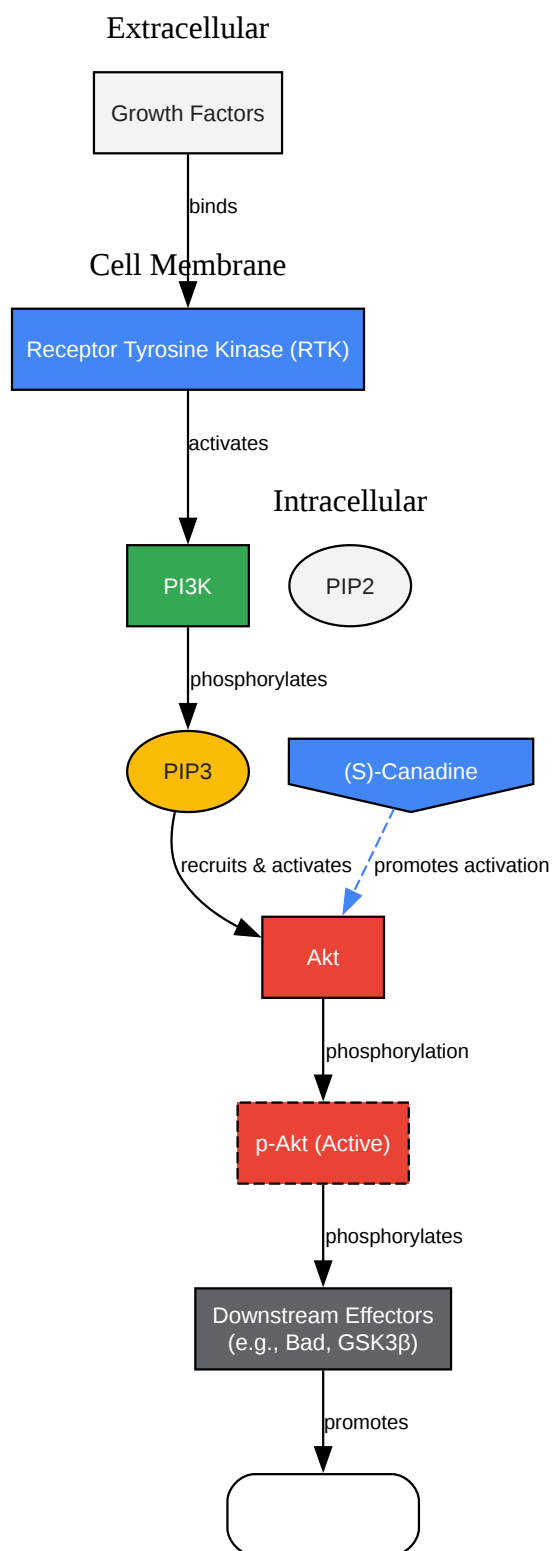 Extracellular
Growth Factors
binds
Cell Membrane
Receptor Tyrosine Kinase (RTK)
activates
Intracellular
PI3K
PIP2
phosphorylates
PIP3
(S)-Canadine
recruits & activates
promotes activation
Akt
phosphorylation
p-Akt (Active)
phosphorylates
Downstream Effectors
(e.g., Bad, GSK3β)
promotes